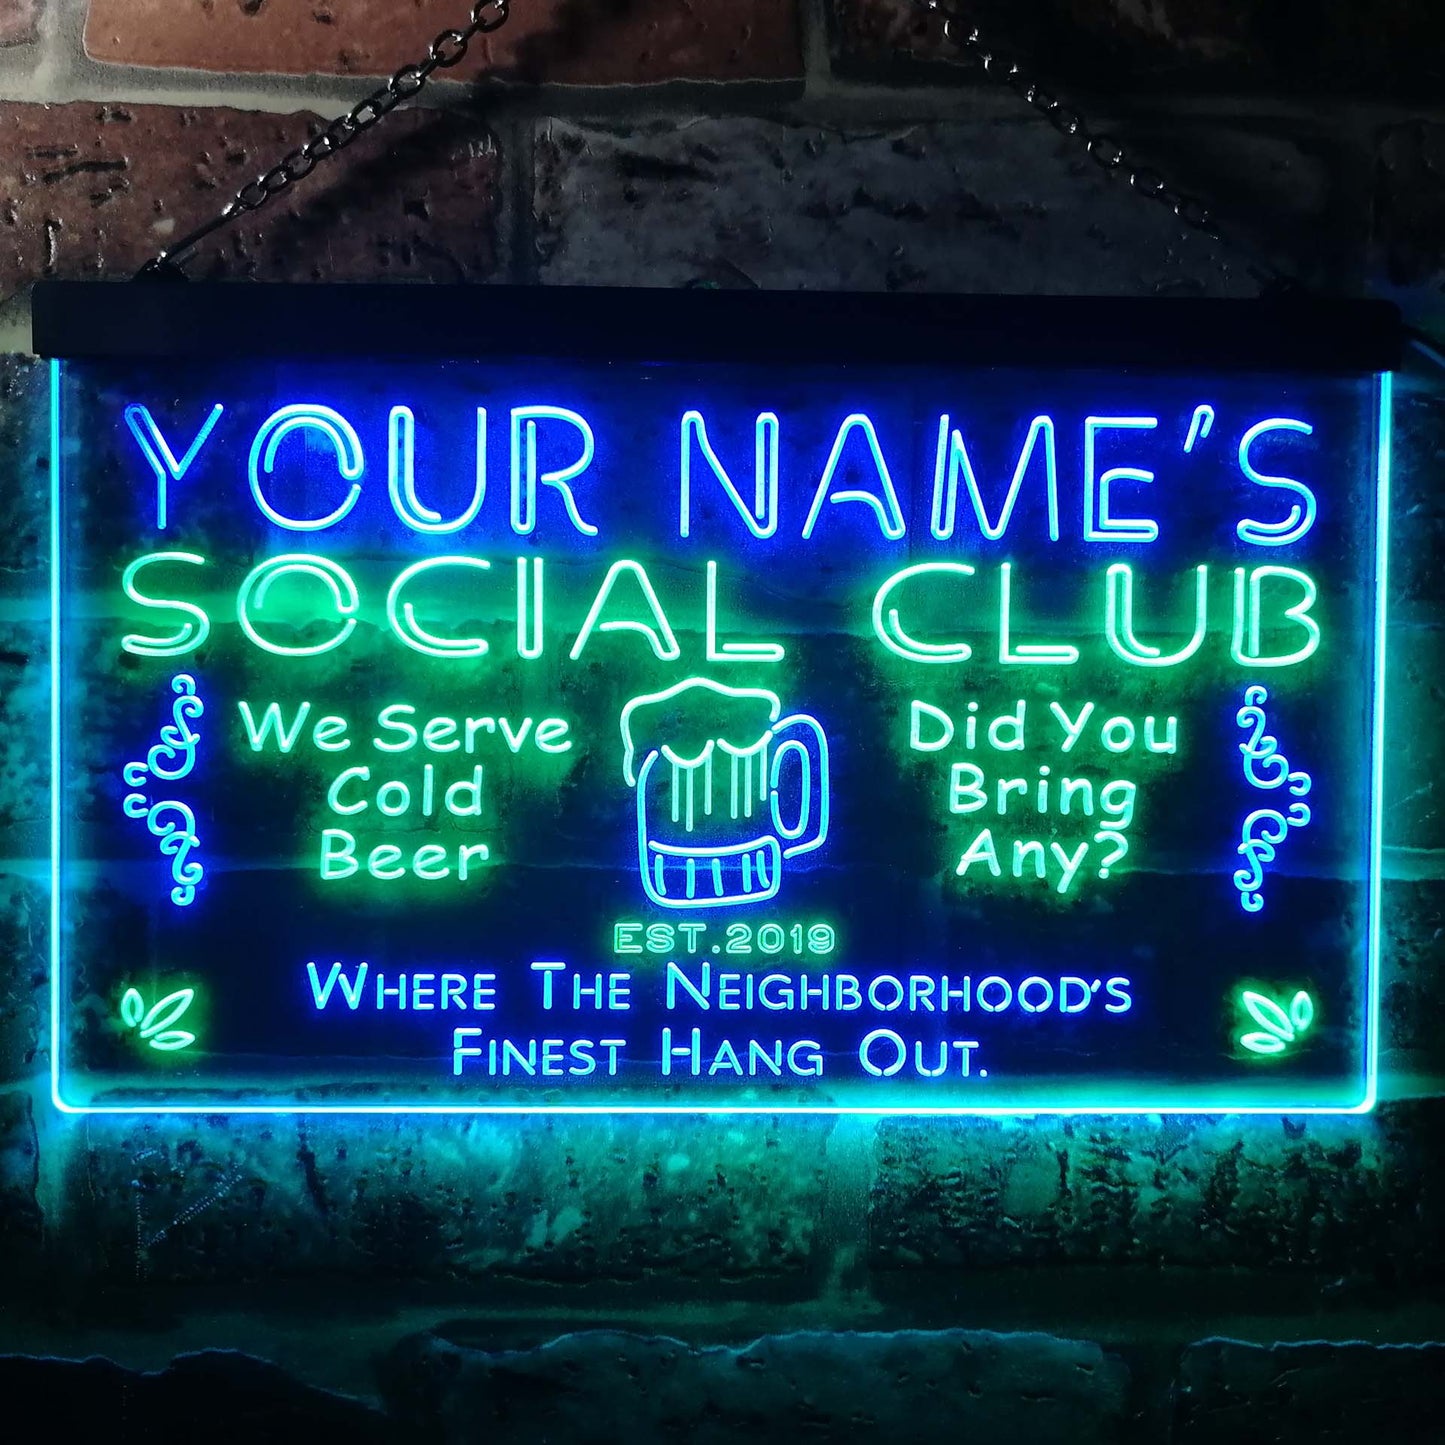 YOUR NAME'S
SOCIAL CLUB
We Serve
Cold
Beer
Did You
Bring
Any?
EST.2019
WHERE THE NEIGHBORHOOD'S
FINEST HANG OUT.